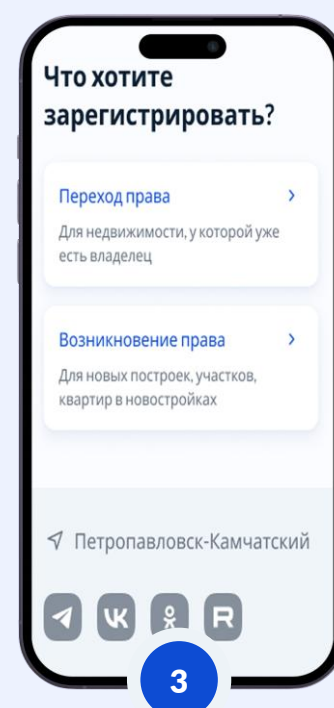 Что хотите
зарегистрировать?
Переход права
Для недвижимости, у которой уже
есть владелец
Возникновение права
Для новых построек, участков,
квартир в новостройках
Петропавловск-Камчатский
3